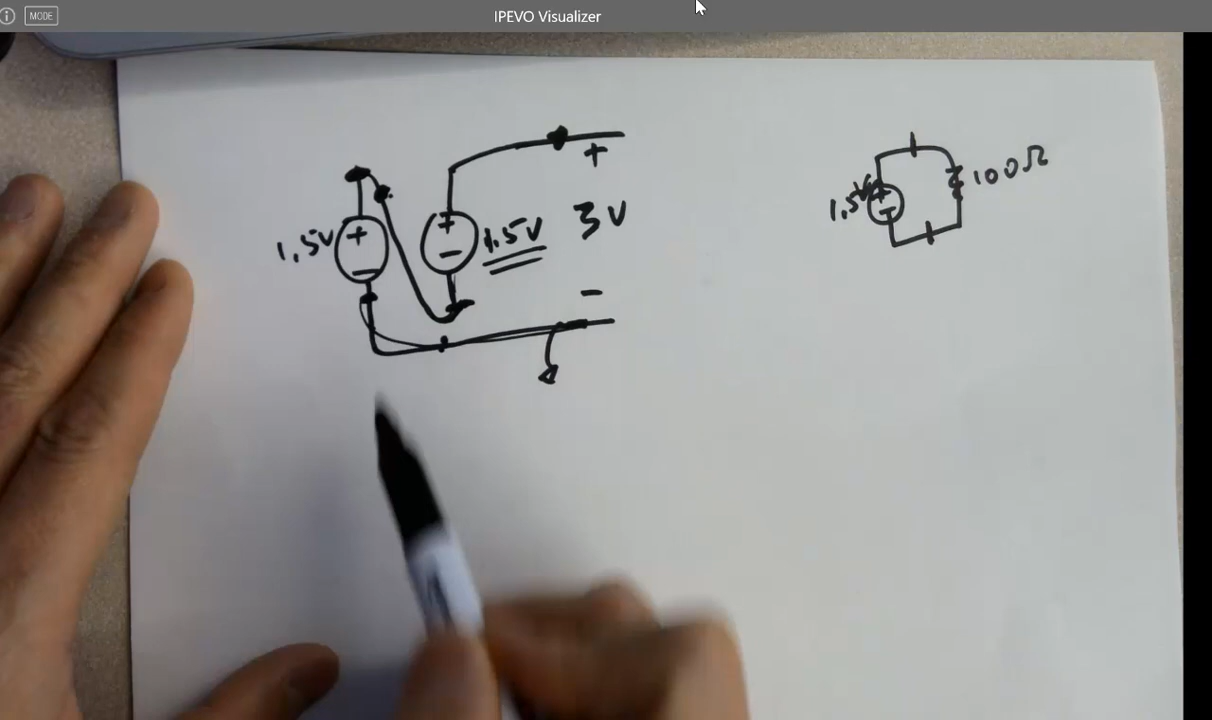 MODE
IPEVO Visualizer
+
1.5V
+
-
+
-
1.5V
3V
-
1.5V
+
-
100Ω